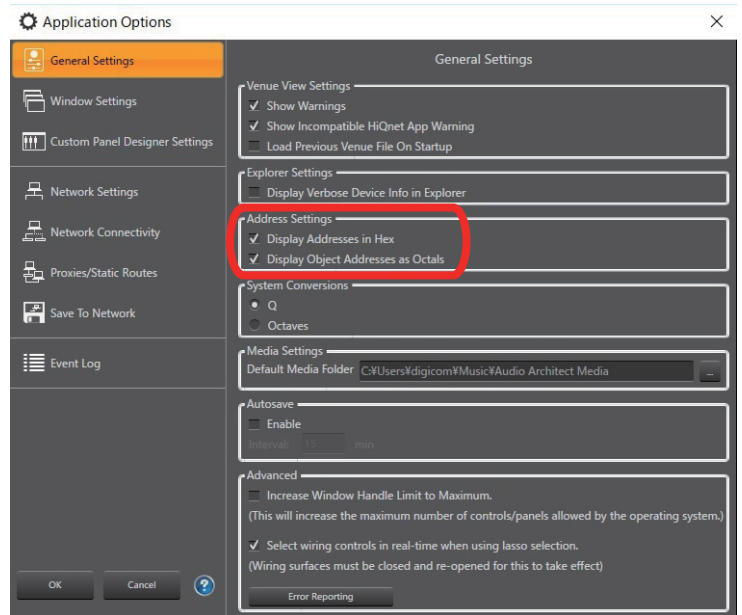 Application Options
General Settings
Window Settings
Custom Panel Designer Settings
Network Settings
Network Connectivity
Proxies/Static Routes
Save To Network
Event Log
OK
Cancel
?
General Settings
Venue View Settings
Show Warnings
Show Incompatible HiQnet App Warning
Load Previous Venue File On Startup
Explorer Settings
Display Verbose Device Info in Explorer
Address Settings
Display Addresses in Hex
Display Object Addresses as Octals
System Conversions
Q
Octaves
Media Settings
Default Media Folder C:¥Users¥digicom¥Music¥Audio Architect Media ...
Autosave
Enable
Interval: 15 min
Advanced
Increase Window Handle Limit to Maximum.
(This will increase the maximum number of controls/panels allowed by the operating system.)
Select wiring controls in real-time when using lasso selection.
(Wiring surfaces must be closed and re-opened for this to take effect)
Error Reporting